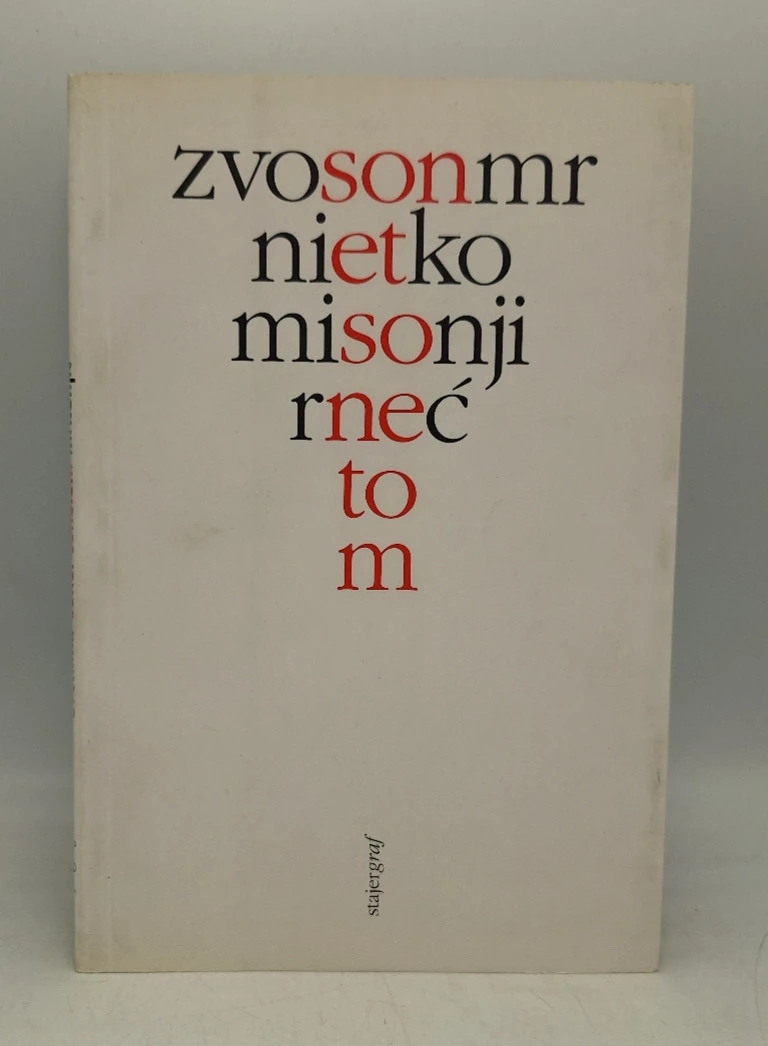 zvosonmr
nietko
misonji
rneć
to
m
stajergraf